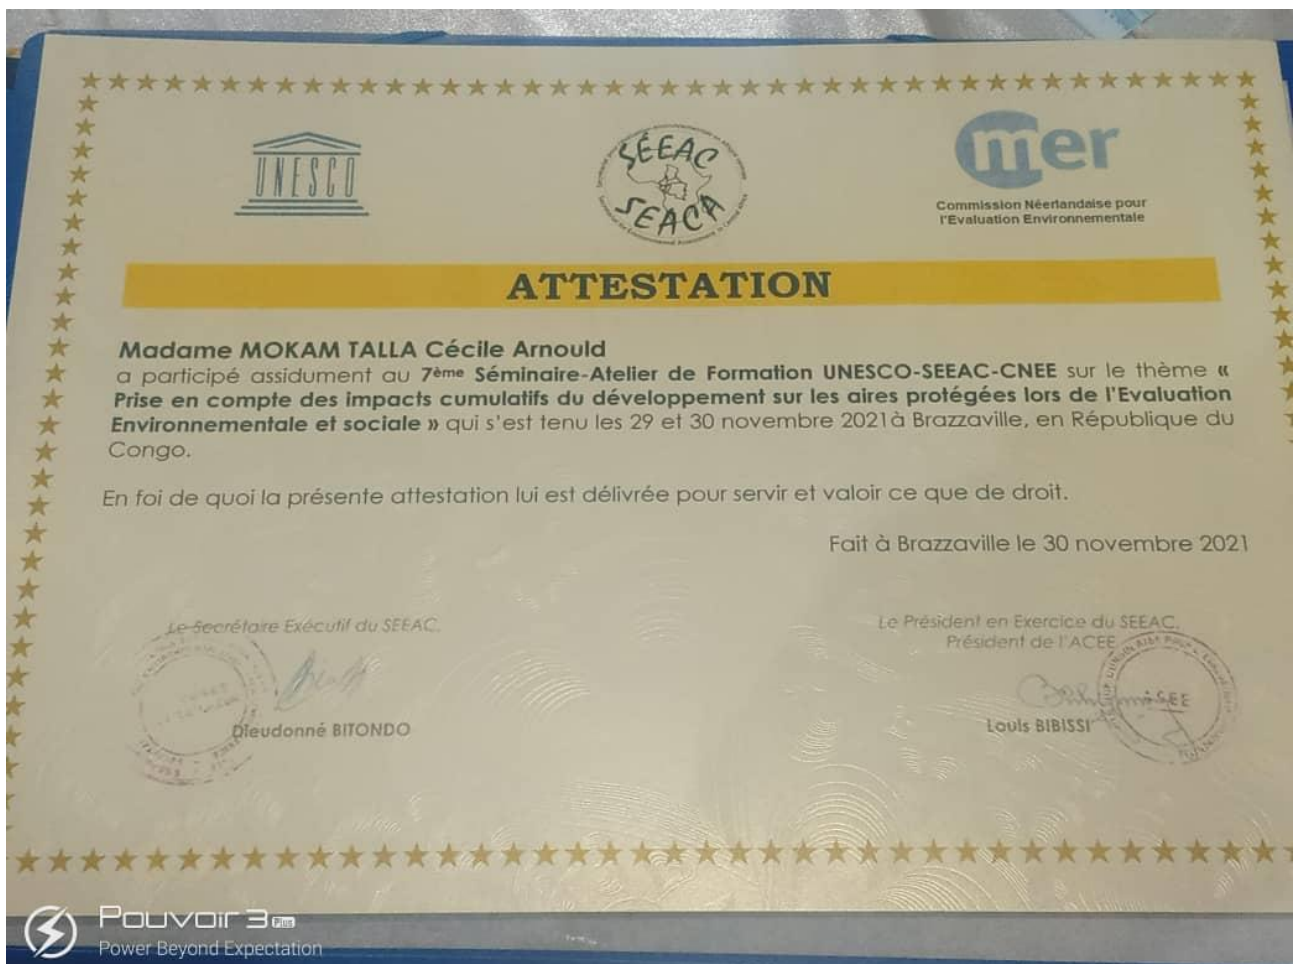 UNESCO
SÉEAC
SEACA
mer
Commission Néerlandaise pour
l'Evaluation Environnementale
ATTESTATION
Madame MOKAM TALLA Cécile Arnould
a participé assidument au 7ème Séminaire-Atelier de Formation UNESCO-SEEAC-CNEE sur le thème «
Prise en compte des impacts cumulatifs du développement sur les aires protégées lors de l'Evaluation
Environnementale et sociale » qui s'est tenu les 29 et 30 novembre 2021à Brazzaville, en République du
Congo.
En foi de quoi la présente attestation lui est délivrée pour servir et valoir ce que de droit.
Fait à Brazzaville le 30 novembre 2021
Le Secrétaire Exécutif du SEEAC,
Dieudonné BITONDO
Le Président en Exercice du SEEAC,
Président de l'ACEE
Louis BIBISSI
Pouvoir 3 Plus
Power Beyond Expectation